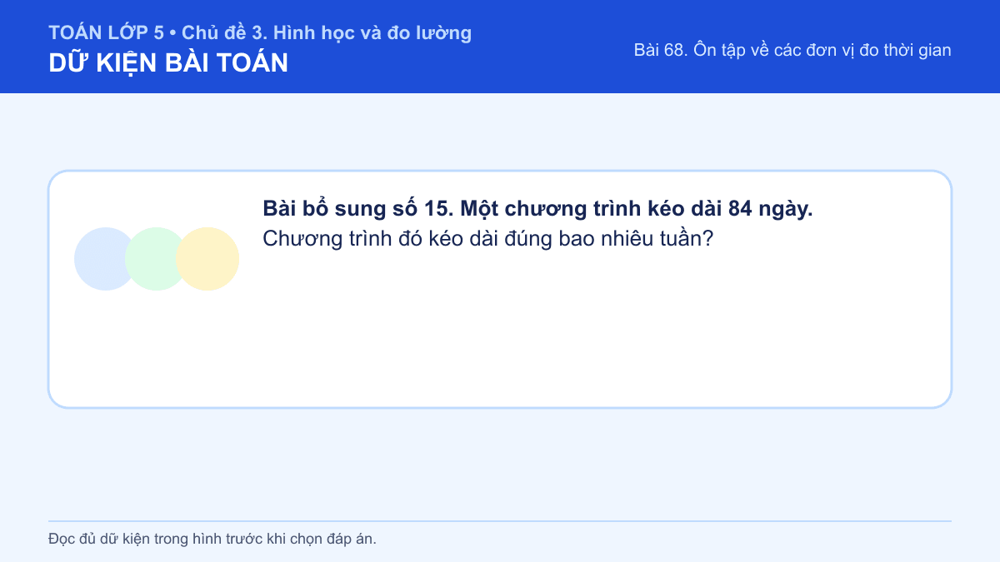 TOÁN LỚP 5 • Chủ đề 3. Hình học và đo lường
DỮ KIỆN BÀI TOÁN
Bài 68. Ôn tập về các đơn vị đo thời gian
Bài bổ sung số 15. Một chương trình kéo dài 84 ngày.
Chương trình đó kéo dài đúng bao nhiêu tuần?
Đọc đủ dữ kiện trong hình trước khi chọn đáp án.